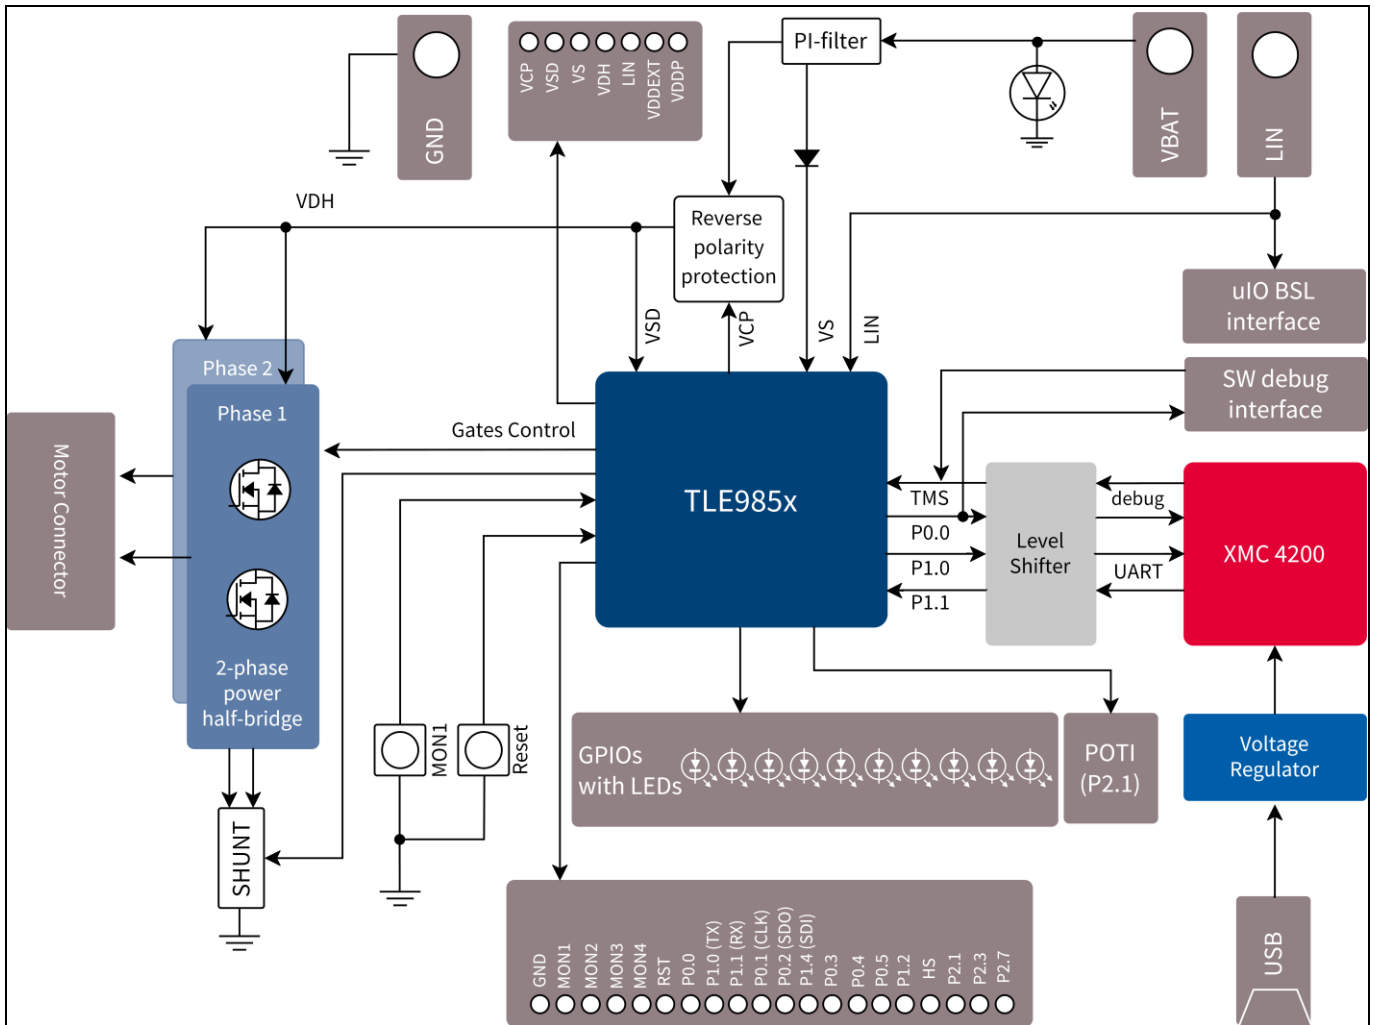 GND
VCP
VSD
VS
VDH
LIN
VDDEXT
VDDP
PI-filter
VBAT
LIN
VDH
Reverse
polarity
protection
VSD
VCP
VS
LIN
uIO BSL
interface
SW debug
interface
Phase 2
Phase 1
Gates Control
Motor Connector
TLE985x
TMS
P0.0
P1.0
P1.1
Level
Shifter
debug
UART
XMC 4200
2-phase
power
half-bridge
MON1
Reset
GPIOs
with LEDs
POTI
(P2.1)
Voltage
Regulator
SHUNT
USB
GND
MON1
MON2
MON3
MON4
RST
P0.0
P1.0 (TX)
P1.1 (RX)
P0.1 (CLK)
P0.2 (SDO)
P1.4 (SDI)
P0.3
P0.4
P0.5
P1.2
HS
P2.1
P2.3
P2.7